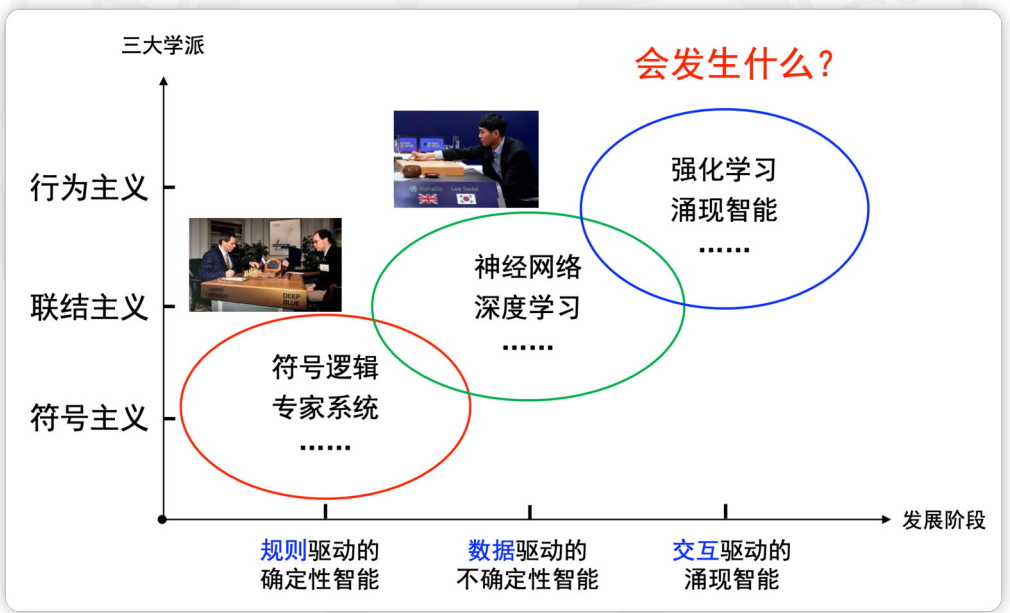 三大学派
会发生什么?
行为主义
强化学习
涌现智能
……
AlphaGo Lee Sedol
联结主义
神经网络
深度学习
……
DEEP
BLUE
符号主义
符号逻辑
专家系统
……
发展阶段
规则驱动的
确定性智能
数据驱动的
不确定性智能
交互驱动的
涌现智能